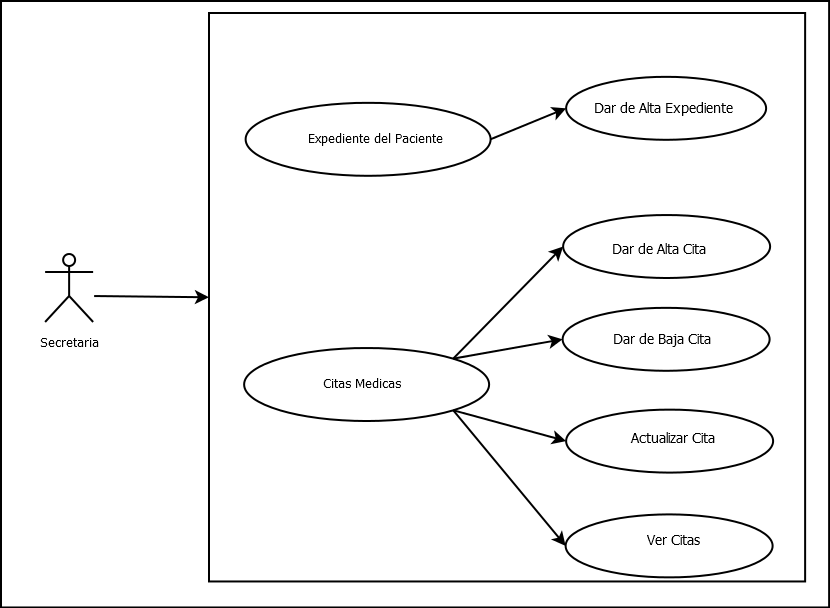 Dar de Alta Expediente
Expediente del Paciente
Dar de Alta Cita
Dar de Baja Cita
Secretaria
Citas Medicas
Actualizar Cita
Ver Citas